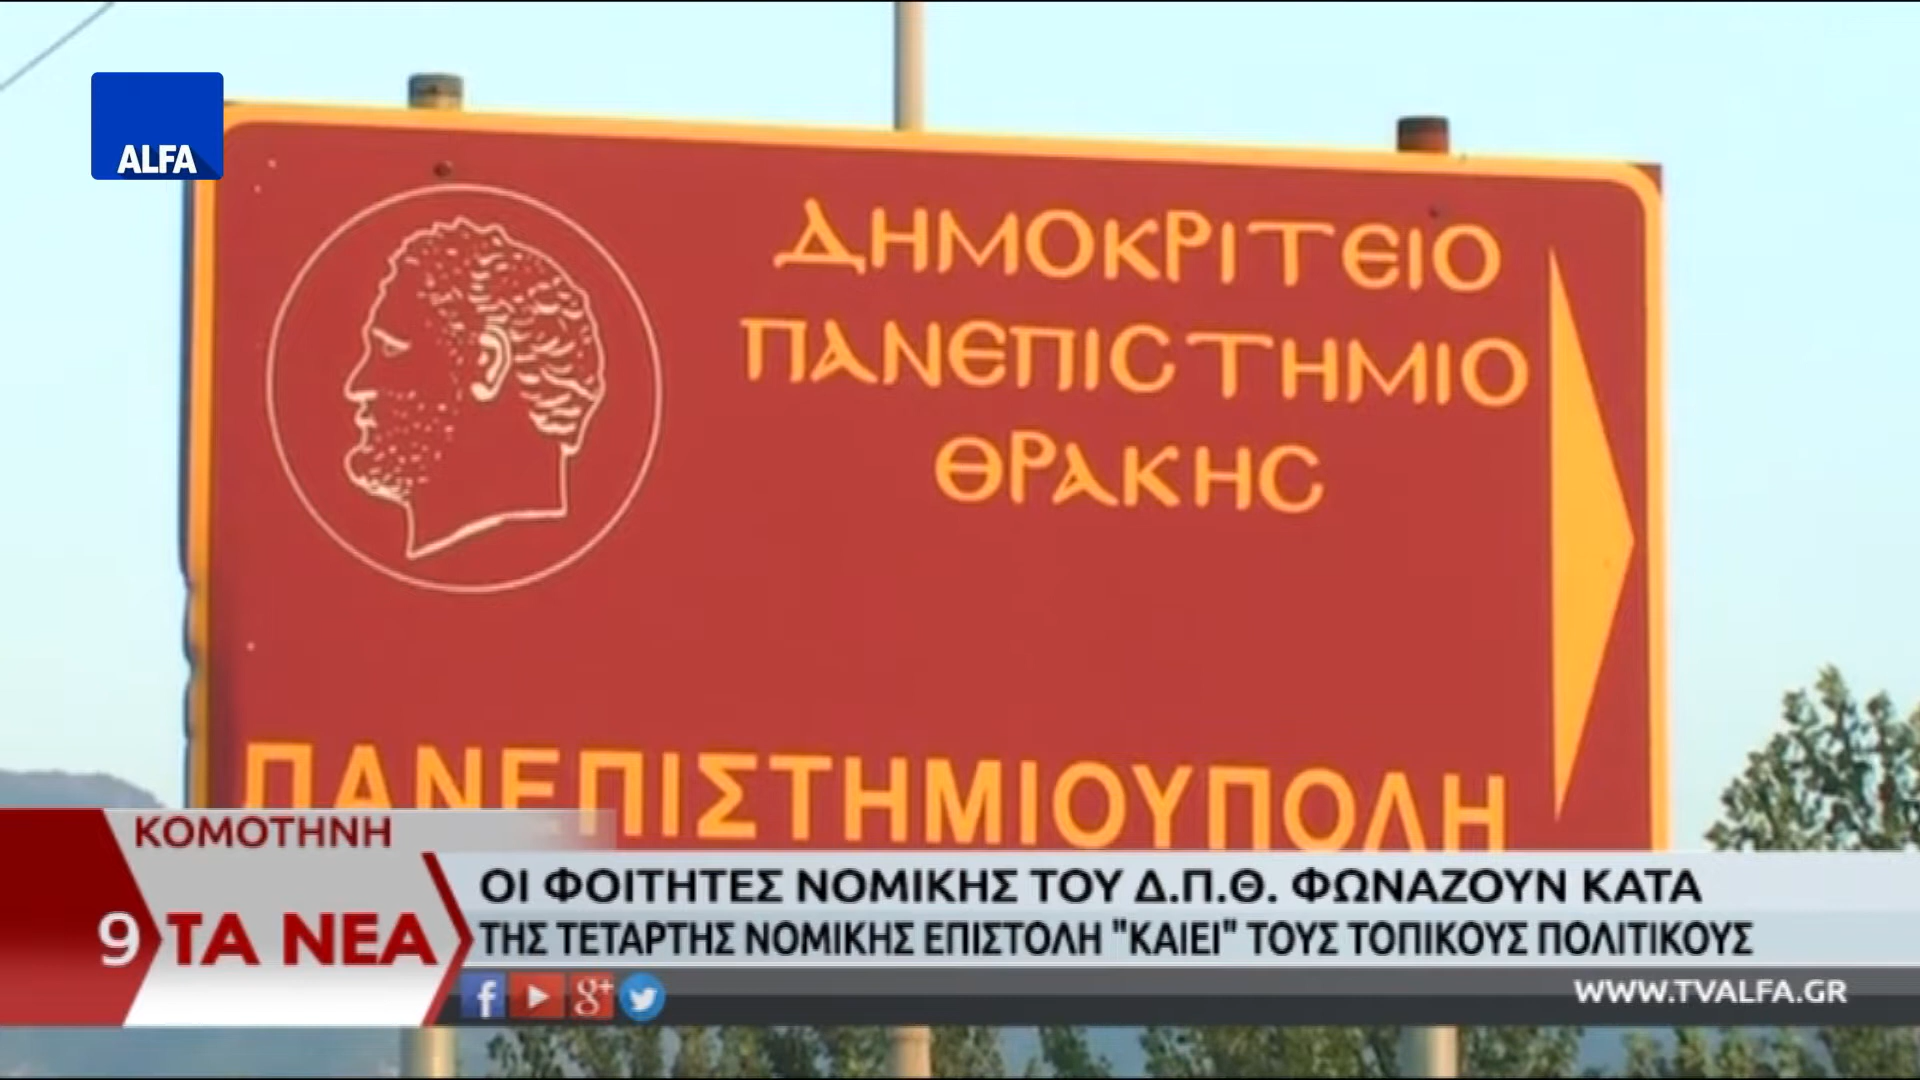 ALFA
ΔΗΜΟΚΡΙΤΕΙΟ
ΠΑΝΕΠΙΣΤΗΜΙΟ
ΘΡΑΚΗΣ
ΠΑΝΕΠΙΣΤΗΜΙΟΥΠΟΛΗ
ΚΟΜΟΤΗΝΗ
9 ΤΑ ΝΕΑ
ΟΙ ΦΟΙΤΗΤΕΣ ΝΟΜΙΚΗΣ ΤΟΥ Δ.Π.Θ. ΦΩΝΑΖΟΥΝ ΚΑΤΑ
ΤΗΣ ΤΕΤΑΡΤΗΣ ΝΟΜΙΚΗΣ ΕΠΙΣΤΟΛΗ "ΚΑΙΕΙ" ΤΟΥΣ ΤΟΠΙΚΟΥΣ ΠΟΛΙΤΙΚΟΥΣ
f g+ WWW.TVALFA.GR